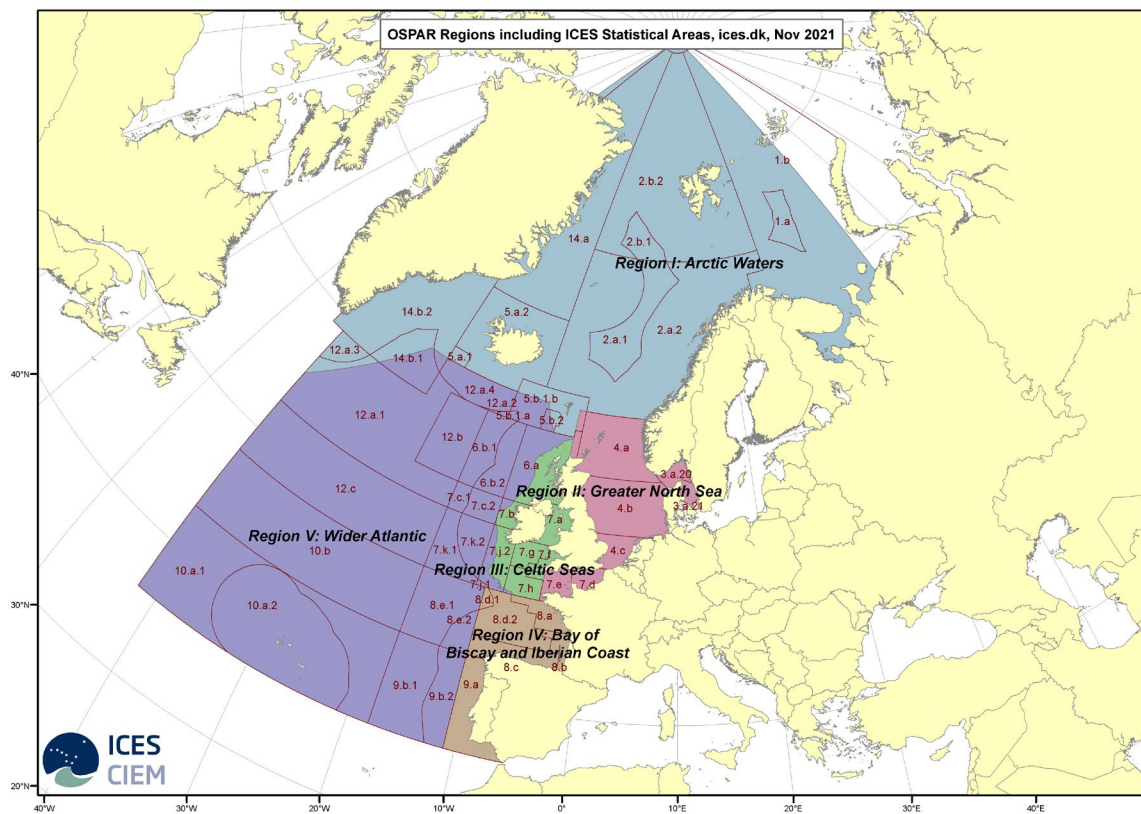 OSPAR Regions including ICES Statistical Areas, ices.dk, Nov 2021
1.b
2.b.2
1.a
14.a
2.b.1
Region I: Arctic Waters
14.b.2
5.a.2
2.a.2
2.a.1
12.a.3
14.b.1
5.a.1
40°N
12.a.4
12.a.2
5.b.1.b
12.a.1
5.b.1.a
5.b.2
12.b
6.b.1
4.a
6.a
3.a.20
6.b.2
12.c
Region II: Greater North Sea
7.c.1
7.c.2
4.b
3.a.21
7.b
7.a
Region V: Wider Atlantic
7.k.2
10.b
7.k.1
7.j.2
7.g
7.f
4.c
10.a.1
Region III: Celtic Seas
7.j.1
7.h
7.e
7.d
30°N
10.a.2
8.e.1
8.d.1
8.e.2
8.d.2
8.a
Region IV: Bay of
Biscay and Iberian Coast
8.c
8.b
9.a
9.b.1
9.b.2
ICES
CIEM
20°N
40°W
30°W
20°W
10°W
0°
10°E
20°E
30°E
40°E